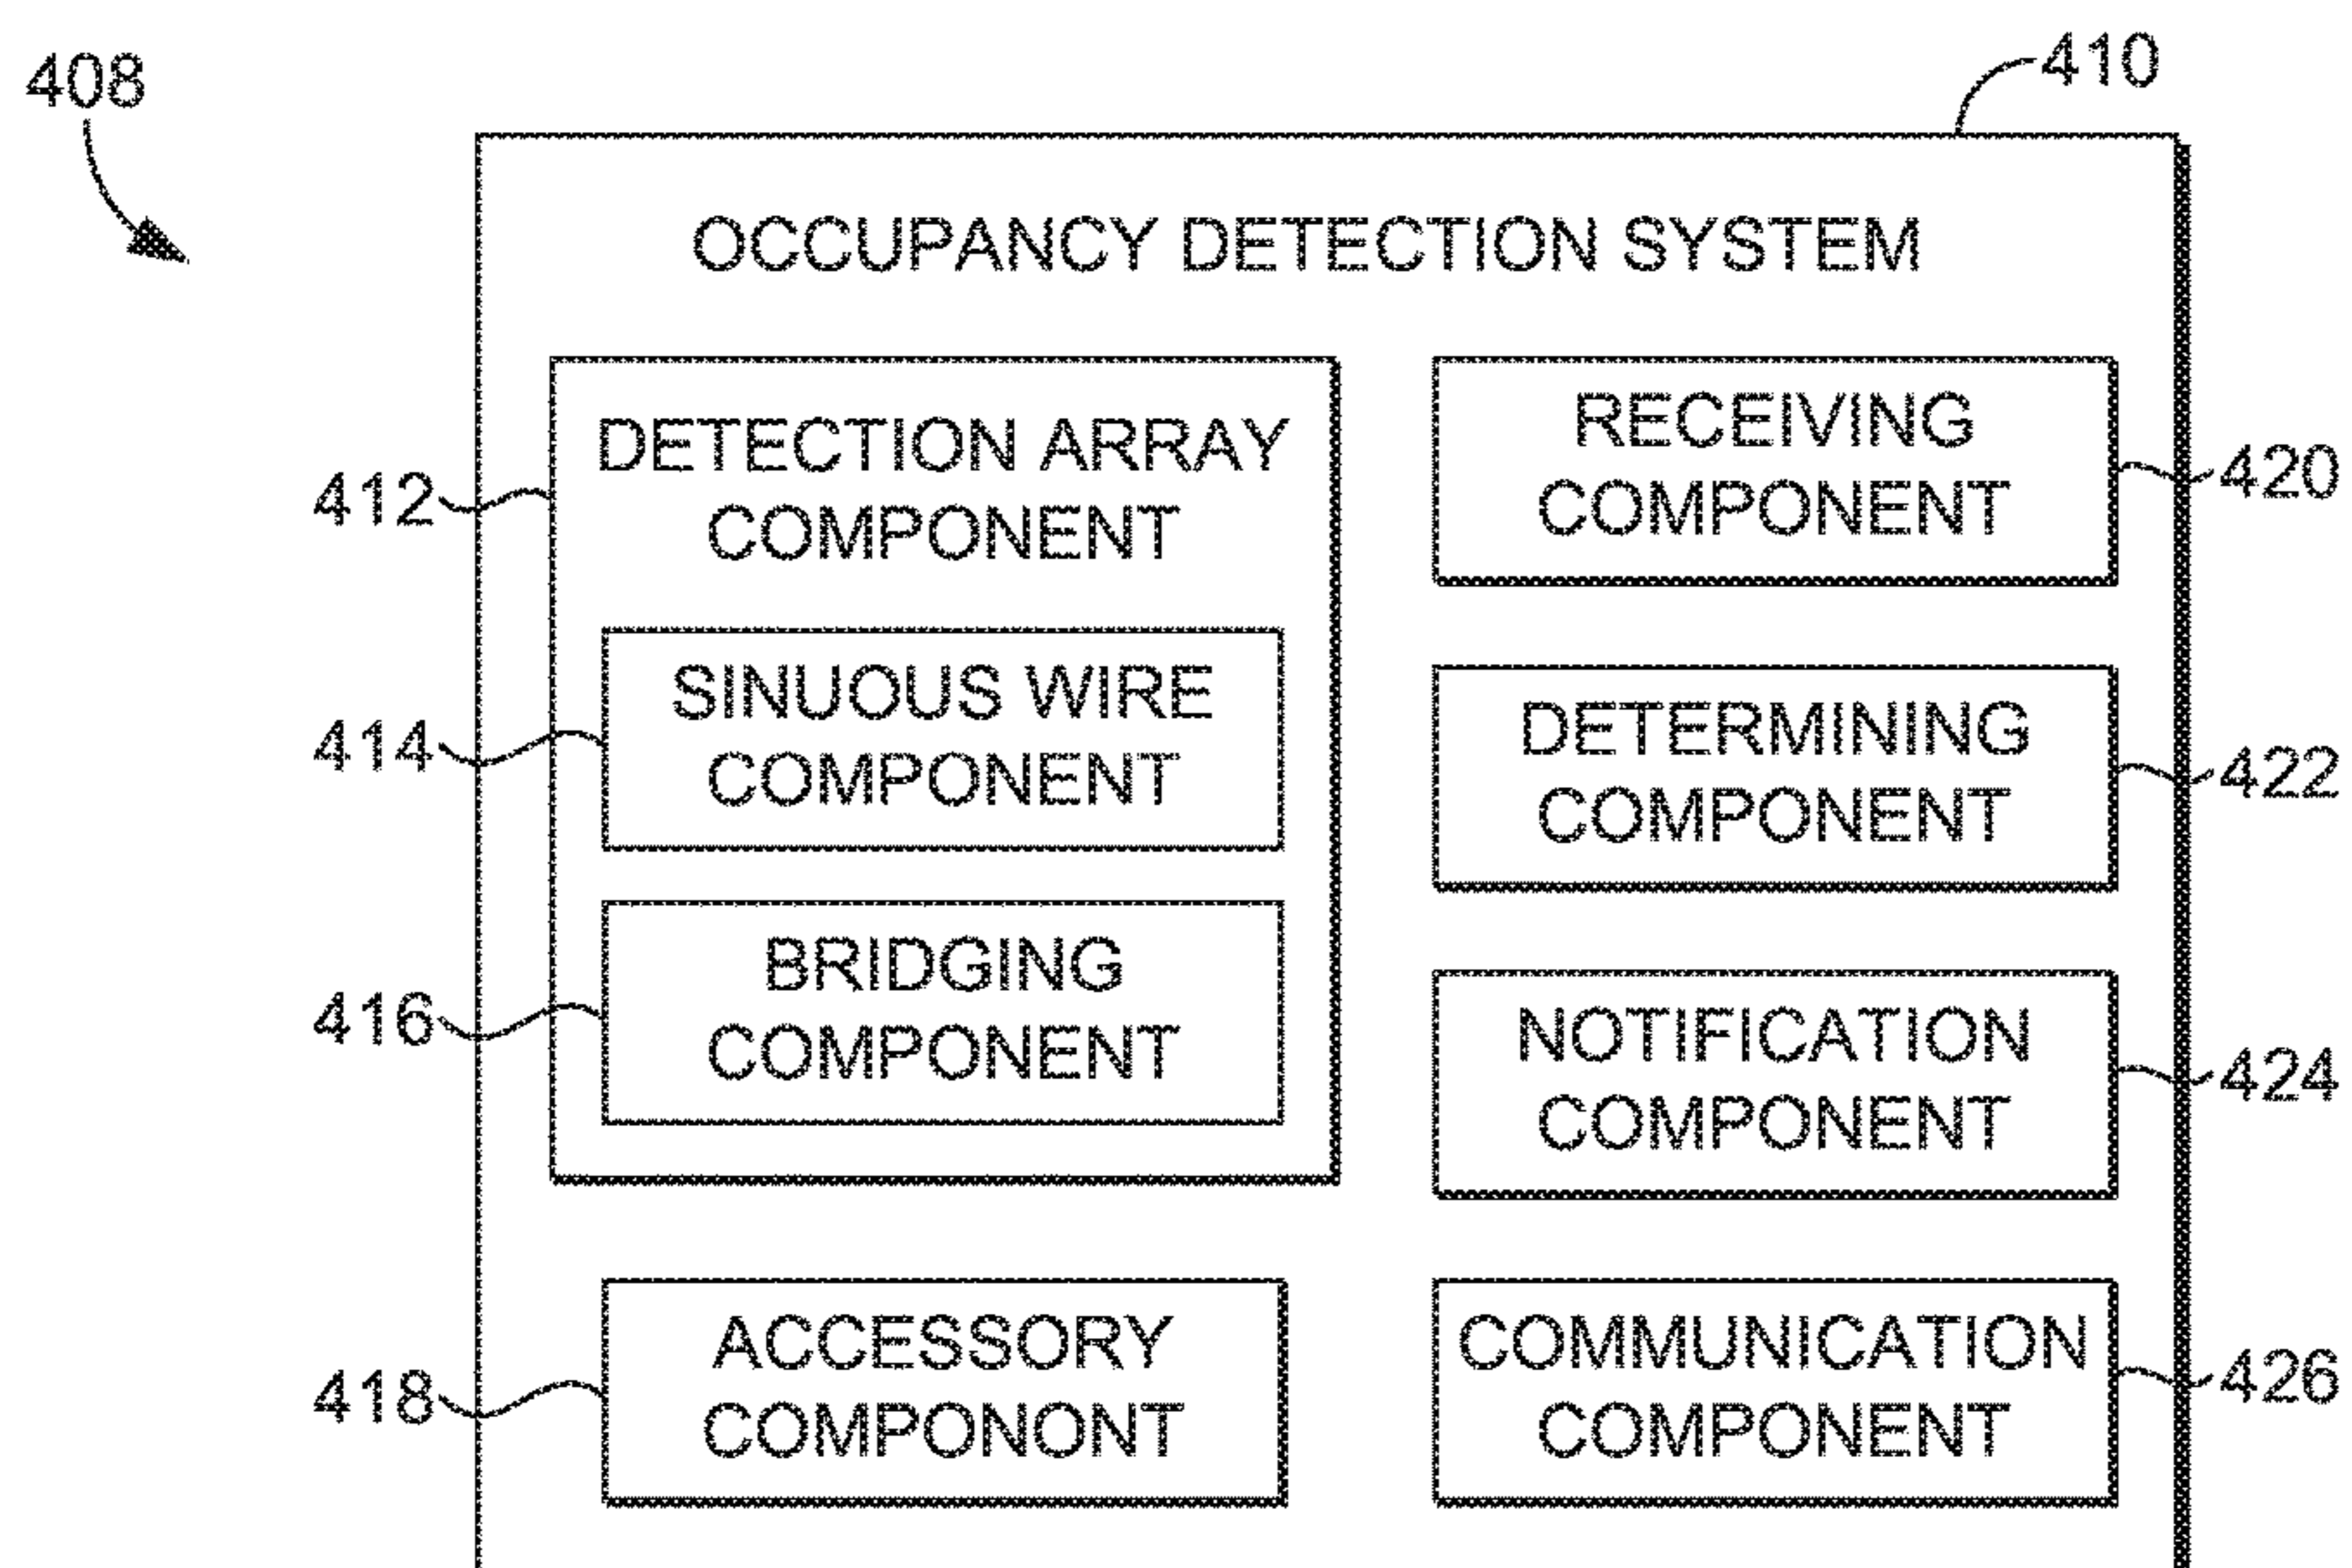 408
410
OCCUPANCY DETECTION SYSTEM
412
DETECTION ARRAY
COMPONENT
414
SINUOUS WIRE
COMPONENT
416
BRIDGING
COMPONENT
418
ACCESSORY
COMPONONT
RECEIVING
COMPONENT
420
DETERMINING
COMPONENT
422
NOTIFICATION
COMPONENT
424
COMMUNICATION
COMPONENT
426